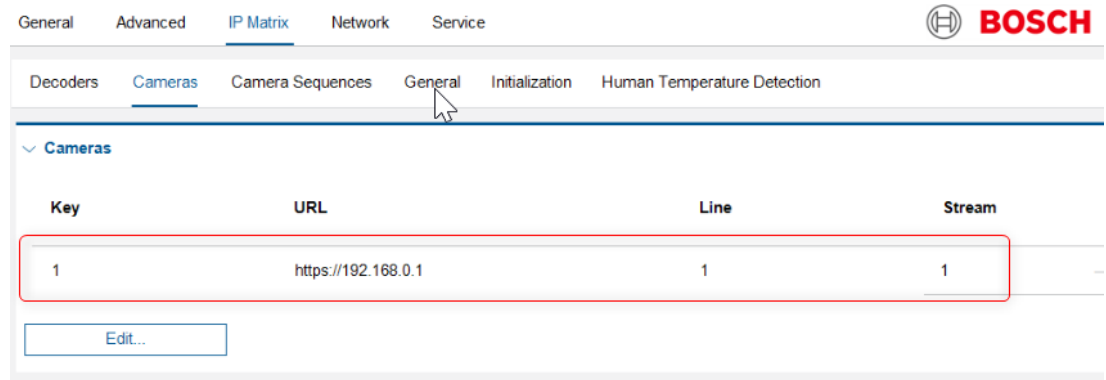 General Advanced IP Matrix Network Service BOSCH
Decoders Cameras Camera Sequences General Initialization Human Temperature Detection
Cameras
Key URL Line Stream
1 https://192.168.0.1 1 1
Edit...